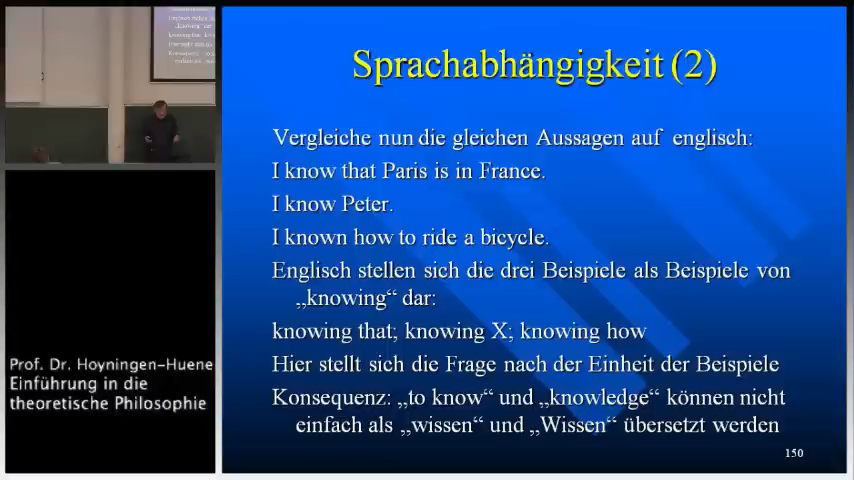 Sprachabhängigkeit (2)
Vergleiche nun die gleichen Aussagen auf englisch:
I know that Paris is in France.
I know Peter.
I known how to ride a bicycle.
Englisch stellen sich die drei Beispiele als Beispiele von
„knowing“ dar:
knowing that; knowing X; knowing how
Hier stellt sich die Frage nach der Einheit der Beispiele
Konsequenz: „to know“ und „knowledge“ können nicht
einfach als „wissen“ und „Wissen“ übersetzt werden
150
Prof. Dr. Hoyningen-Huene
Einführung in die
theoretische Philosophie